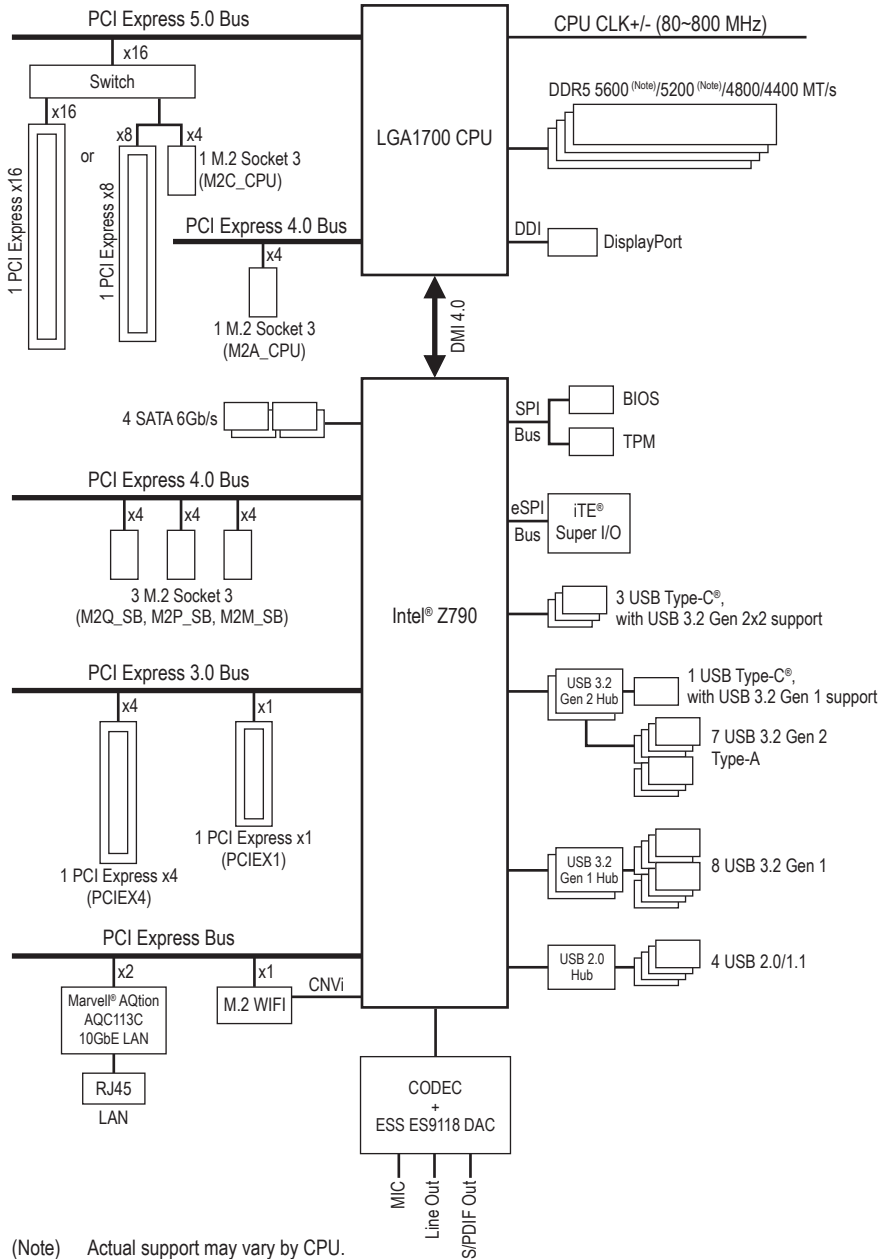 PCI Express 5.0 Bus
CPU CLK+/- (80~800 MHz)
x16
Switch
DDR5 5600 (Note)/5200 (Note)/4800/4400 MT/s
x16
LGA1700 CPU
or
x8
x4
1 M.2 Socket 3
(M2C_CPU)
1 PCI Express x16
1 PCI Express x8
PCI Express 4.0 Bus
DDI
DisplayPort
x4
1 M.2 Socket 3
(M2A_CPU)
DMI 4.0
4 SATA 6Gb/s
SPI
Bus
BIOS
TPM
PCI Express 4.0 Bus
x4
x4
x4
eSPI
Bus
iTE®
Super I/O
3 M.2 Socket 3
(M2Q_SB, M2P_SB, M2M_SB)
Intel® Z790
3 USB Type-C®,
with USB 3.2 Gen 2x2 support
PCI Express 3.0 Bus
USB 3.2
Gen 2 Hub
1 USB Type-C®,
with USB 3.2 Gen 1 support
x4
x1
7 USB 3.2 Gen 2
Type-A
1 PCI Express x1
(PCIEX1)
1 PCI Express x4
(PCIEX4)
USB 3.2
Gen 1 Hub
8 USB 3.2 Gen 1
PCI Express Bus
x2
x1
CNVi
USB 2.0
Hub
4 USB 2.0/1.1
Marvell® AQtion
AQC113C
10GbE LAN
M.2 WIFI
RJ45
LAN
CODEC
+
ESS ES9118 DAC
MIC
Line Out
S/PDIF Out
(Note) Actual support may vary by CPU.